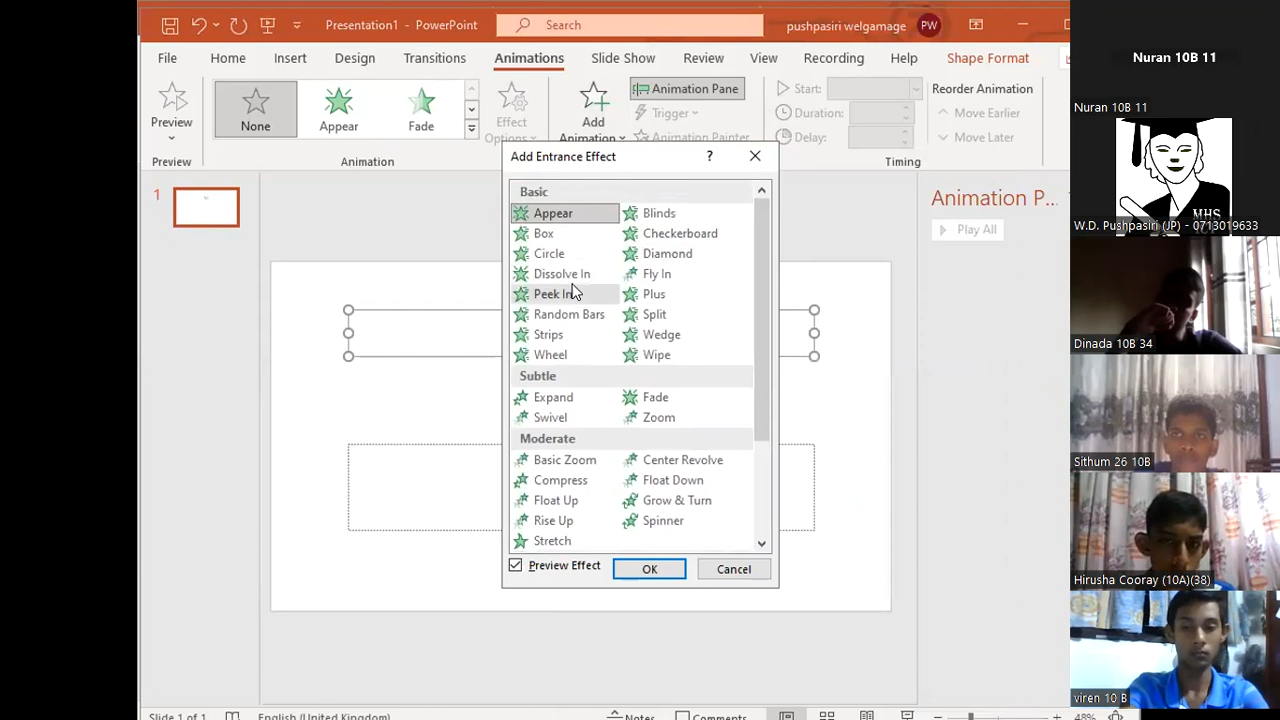 Presentation1 - PowerPoint
Search
pushpasiri welgamage
PW
File
Home
Insert
Design
Transitions
Animations
Slide Show
Review
View
Recording
Help
Shape Format
Preview
None
Appear
Fade
Effect
Options
Add
Animation
Animation Pane
Trigger
Animation Painter
Start:
Duration:
Delay:
Reorder Animation
Move Earlier
Move Later
Preview
Animation
Timing
1
Add Entrance Effect
?
Basic
Appear
Blinds
Box
Checkerboard
Circle
Diamond
Dissolve In
Fly In
Peek In
Plus
Random Bars
Split
Strips
Wedge
Wheel
Wipe
Subtle
Expand
Fade
Swivel
Zoom
Moderate
Basic Zoom
Center Revolve
Compress
Float Down
Float Up
Grow & Turn
Rise Up
Spinner
Stretch
Preview Effect
OK
Cancel
Animation P...
Play All
Slide 1 of 1
English (United Kingdom)
Notes
Comments
48%
Nuran 10B 11
Nuran 10B 11
MHS
ICT
W.D. Pushpasiri (JP) - 0713019633
Dinada 10B 34
Sithum 26 10B
Hirusha Cooray (10A)(38)
viren 10 B